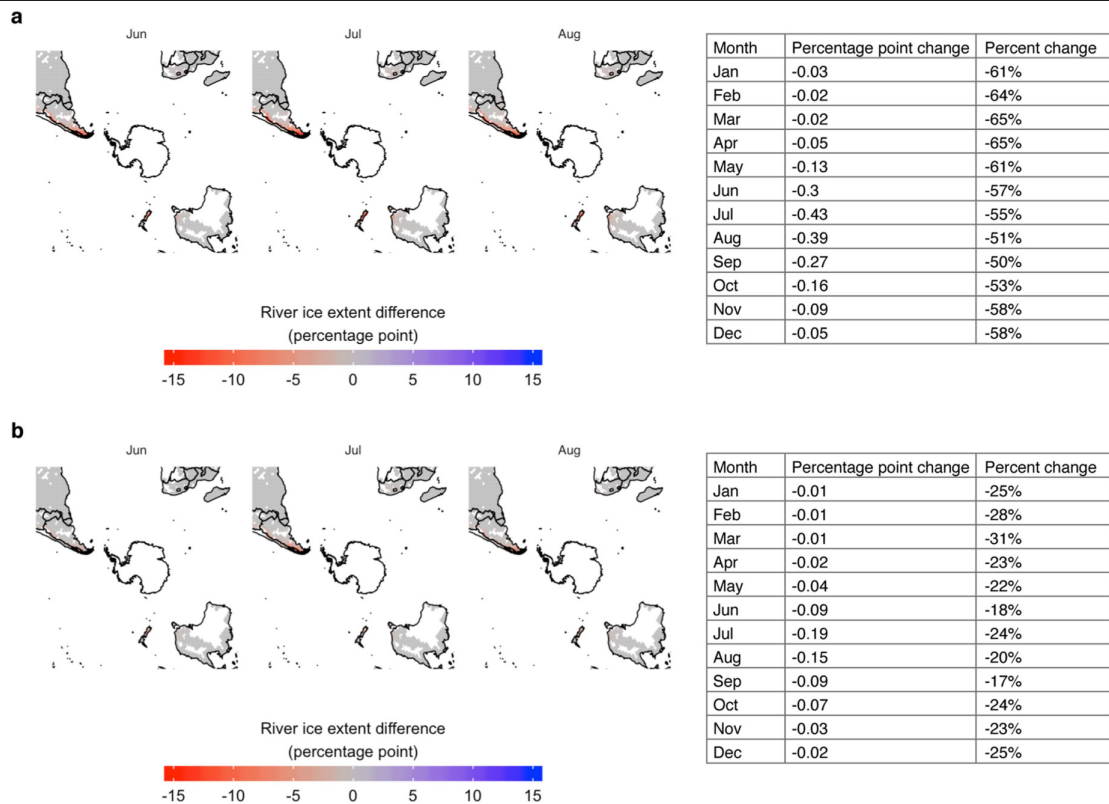 a
Jun Jul Aug
River ice extent difference
(percentage point)
-15 -10 -5 0 5 10 15
Month Percentage point change Percent change
Jan -0.03 -61%
Feb -0.02 -64%
Mar -0.02 -65%
Apr -0.05 -65%
May -0.13 -61%
Jun -0.3 -57%
Jul -0.43 -55%
Aug -0.39 -51%
Sep -0.27 -50%
Oct -0.16 -53%
Nov -0.09 -58%
Dec -0.05 -58%
b
Jun Jul Aug
River ice extent difference
(percentage point)
-15 -10 -5 0 5 10 15
Month Percentage point change Percent change
Jan -0.01 -25%
Feb -0.01 -28%
Mar -0.01 -31%
Apr -0.02 -23%
May -0.04 -22%
Jun -0.09 -18%
Jul -0.19 -24%
Aug -0.15 -20%
Sep -0.09 -17%
Oct -0.07 -24%
Nov -0.03 -23%
Dec -0.02 -25%